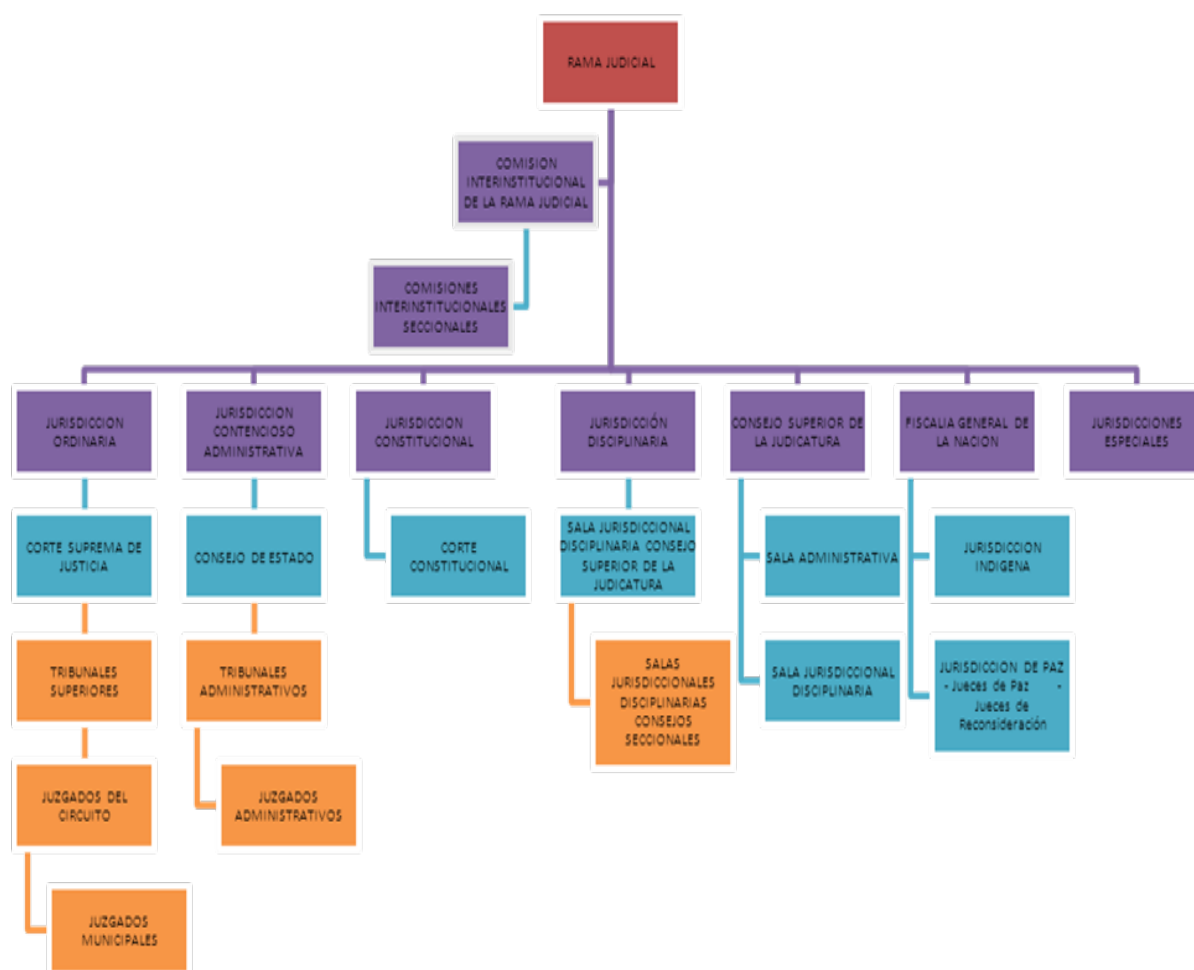 RAMA JUDICIAL
COMISION
INTERINSTITUCIONAL
DE LA RAMA JUDICIAL
COMISIONES
INTERINSTITUCIONALES
SECCIONALES
JURISDICCION
ORDINARIA
JURISDICCION
CONTENCIOSO
ADMINISTRATIVA
JURISDICCION
CONSTITUCIONAL
JURISDICCIÓN
DISCIPLINARIA
CONSEJO SUPERIOR DE
LA JUDICATURA
FISCALIA GENERAL DE
LA NACION
JURISDICCIONES
ESPECIALES
CORTE SUPREMA DE
JUSTICIA
CONSEJO DE ESTADO
CORTE
CONSTITUCIONAL
SALA JURISDICCIONAL
DISCIPLINARIA CONSEJO
SUPERIOR DE LA
JUDICATURA
SALA ADMINISTRATIVA
JURISDICCION
INDIGENA
TRIBUNALES
SUPERIORES
TRIBUNALES
ADMINISTRATIVOS
SALAS
JURISDICCIONALES
DISCIPLINARIAS
CONSEJOS
SECCIONALES
SALA JURISDICCIONAL
DISCIPLINARIA
JURISDICCION DE PAZ
- Jueces de Paz -
Jueces de
Reconsideración
JUZGADOS DEL
CIRCUITO
JUZGADOS
ADMINISTRATIVOS
JUZGADOS
MUNICIPALES